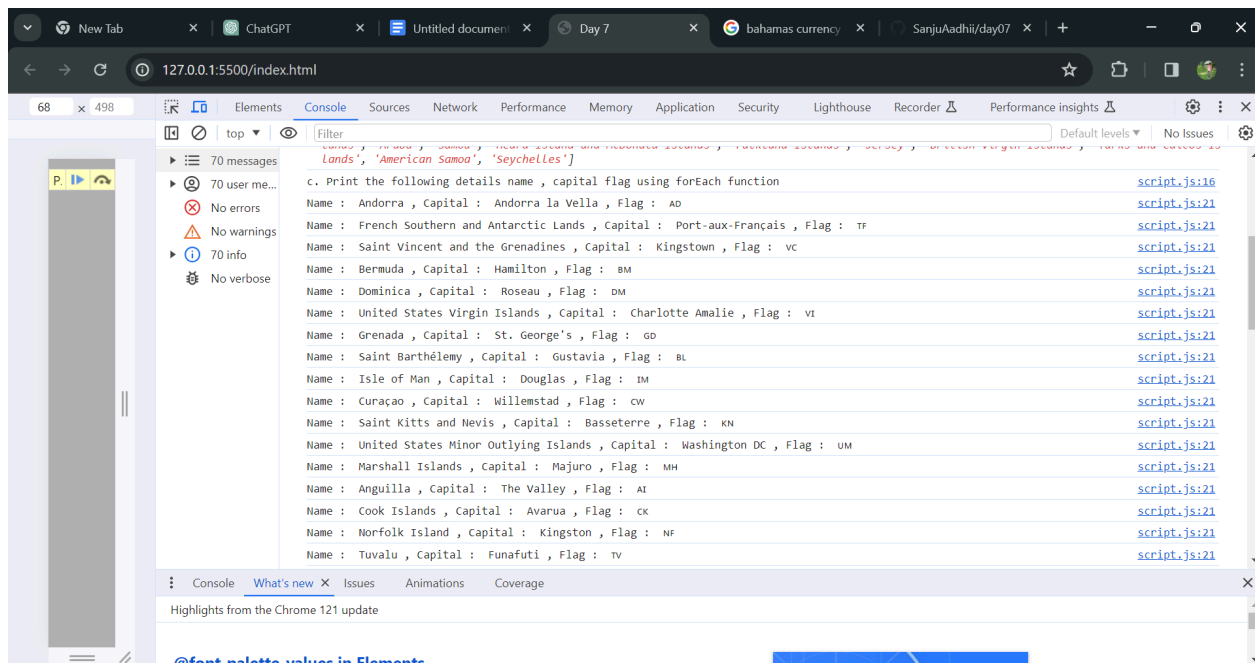 New Tab
ChatGPT
Untitled document
Day 7
bahamas currency
SanjuAadhii/day07
127.0.0.1:5500/index.html
68 x 498
Elements Console Sources Network Performance Memory Application Security Lighthouse Recorder Performance insights
top Filter Default levels No Issues
lands', 'American Samoa', 'Seychelles']
70 messages
70 user me...
No errors
No warnings
70 info
No verbose
P.
c. Print the following details name , capital flag using forEach function script.js:16
Name : Andorra , Capital : Andorra la Vella , Flag : AD script.js:21
Name : French Southern and Antarctic Lands , Capital : Port-aux-Français , Flag : TF script.js:21
Name : Saint Vincent and the Grenadines , Capital : Kingstown , Flag : VC script.js:21
Name : Bermuda , Capital : Hamilton , Flag : BM script.js:21
Name : Dominica , Capital : Roseau , Flag : DM script.js:21
Name : United States Virgin Islands , Capital : Charlotte Amalie , Flag : VI script.js:21
Name : Grenada , Capital : St. George's , Flag : GD script.js:21
Name : Saint Barthélemy , Capital : Gustavia , Flag : BL script.js:21
Name : Isle of Man , Capital : Douglas , Flag : IM script.js:21
Name : Curaçao , Capital : Willemstad , Flag : CW script.js:21
Name : Saint Kitts and Nevis , Capital : Basseterre , Flag : KN script.js:21
Name : United States Minor Outlying Islands , Capital : Washington DC , Flag : UM script.js:21
Name : Marshall Islands , Capital : Majuro , Flag : MH script.js:21
Name : Anguilla , Capital : The Valley , Flag : AI script.js:21
Name : Cook Islands , Capital : Avarua , Flag : CK script.js:21
Name : Norfolk Island , Capital : Kingston , Flag : NF script.js:21
Name : Tuvalu , Capital : Funafuti , Flag : TV script.js:21
Console What's new Issues Animations Coverage
Highlights from the Chrome 121 update
@font-palette-values in Elements